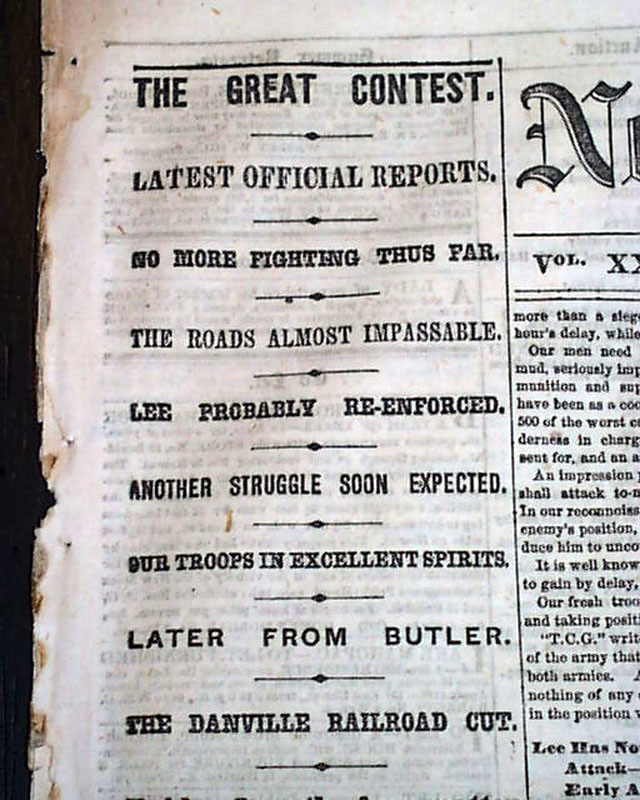 THE GREAT CONTEST.
LATEST OFFICIAL REPORTS.
NO MORE FIGHTING THUS FAR.
THE ROADS ALMOST IMPASSABLE.
LEE PROBABLY RE-ENFORCED.
ANOTHER STRUGGLE SOON EXPECTED.
OUR TROOPS IN EXCELLENT SPIRITS.
LATER FROM BUTLER.
THE DANVILLE RAILROAD CUT.
Ne
VOL. XX
more than a siege
hour's delay, while
Our men need
mud, seriously imp
munition and sup
have been as a coo
500 of the worst ca
derness in charg
sent for, and an a
An impression
shall attack to-n
In our reconnoiss
enemy's position,
duce him to unco
It is well know
to gain by delay,
Our fresh troo
and taking positi
"T.C.G." writ
of the army that
both armies. A
nothing of any
in the position
Lee Has No
Attack—
Early A